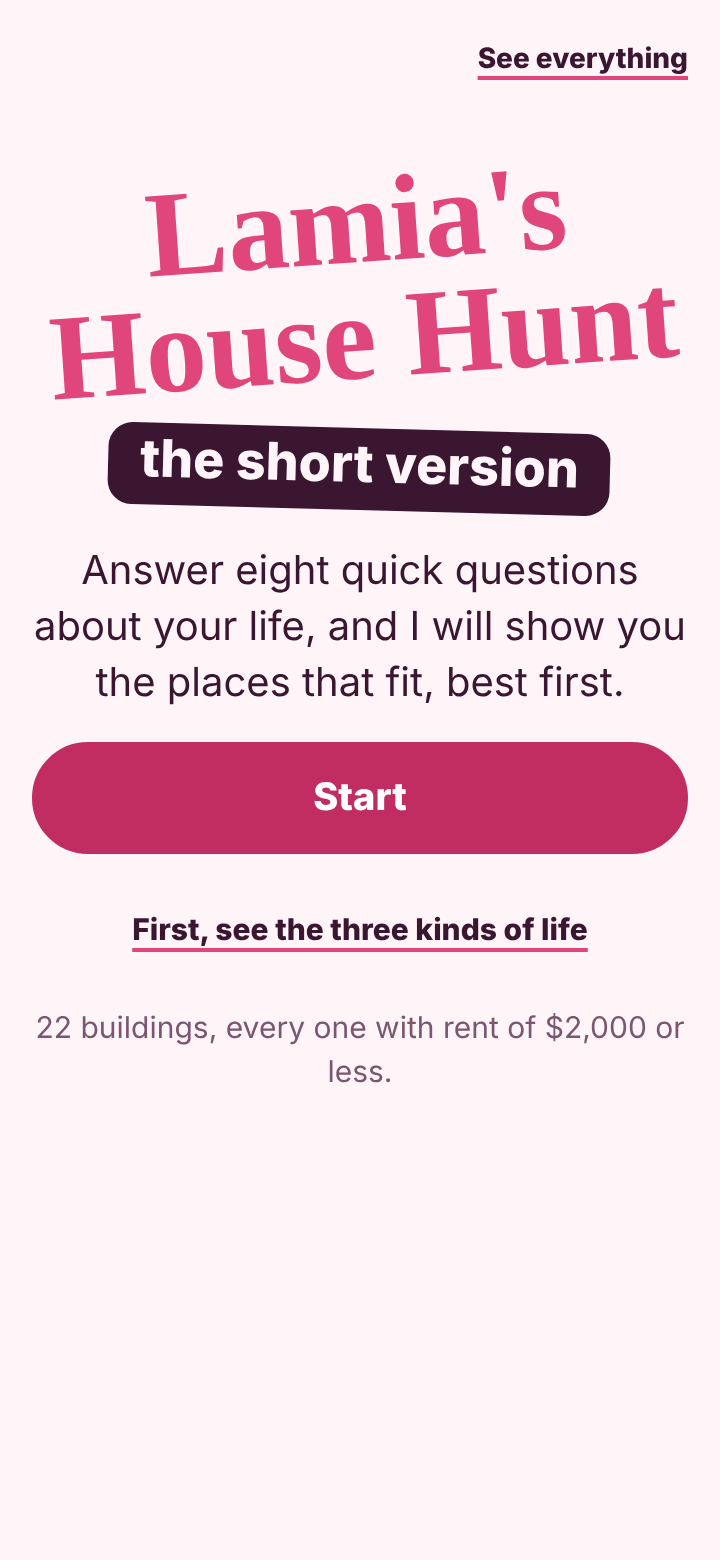 See everything
Lamia's
House Hunt
the short version
Answer eight quick questions
about your life, and I will show you
the places that fit, best first.
Start
First, see the three kinds of life
22 buildings, every one with rent of $2,000 or
less.